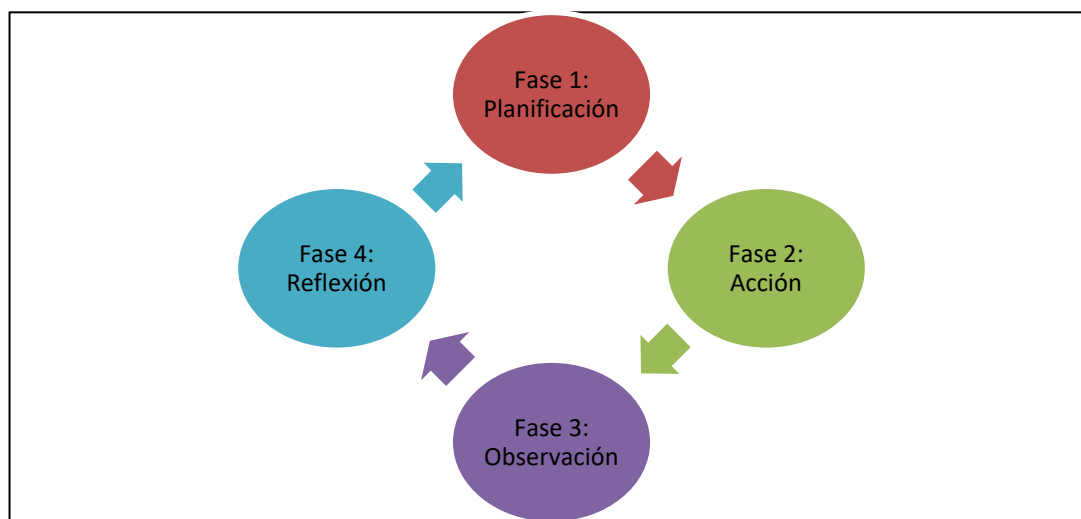 Fase 1:
Planificación
Fase 2:
Acción
Fase 3:
Observación
Fase 4:
Reflexión